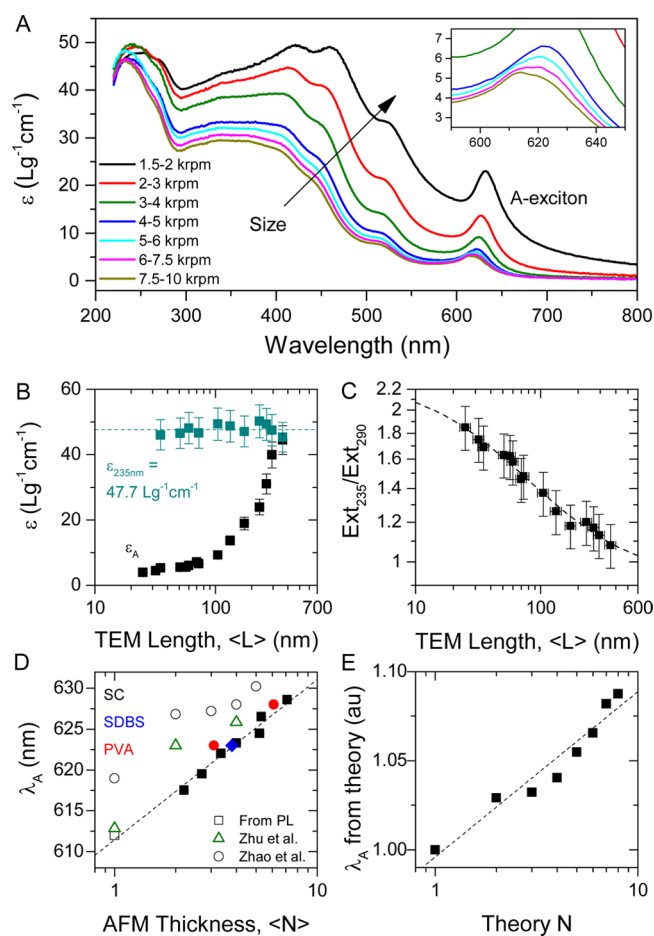 A
ε (Lg⁻¹cm⁻¹)
50
40
30
20
10
0
1.5-2 krpm
2-3 krpm
3-4 krpm
4-5 krpm
5-6 krpm
6-7.5 krpm
7.5-10 krpm
Size
A-exciton
7
6
5
4
3
600 620 640
200 300 400 500 600 700 800
Wavelength (nm)
B
ε (Lg⁻¹cm⁻¹)
60
40
20
0
ε235nm =
47.7 Lg⁻¹cm⁻¹
εA
10 100 700
TEM Length, <L> (nm)
C
Ext235/Ext290
2.2
2
1.8
1.6
1.4
1.2
1
10 100 600
TEM Length, <L> (nm)
D
λA (nm)
630
625
620
615
610
SC
SDBS
PVA
From PL
Zhu et al.
Zhao et al.
1 10
AFM Thickness, <N>
E
λA from theory (au)
1.10
1.05
1.00
1 10
Theory N